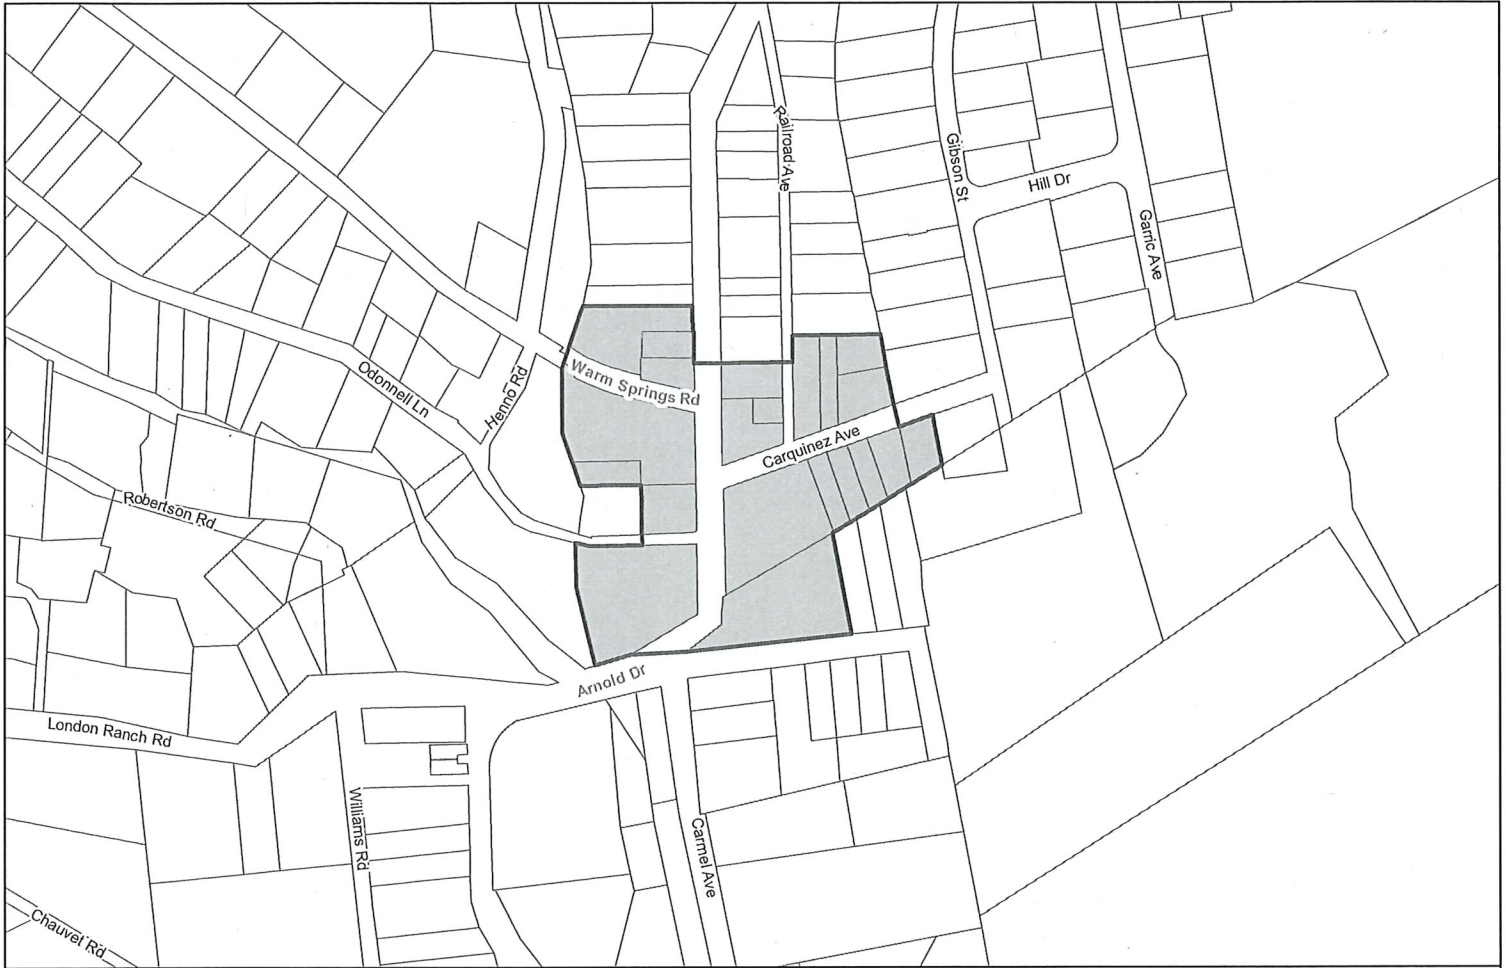 Railroad Ave
Gibson St
Hill Dr
Garric Ave
Warm Springs Rd
Odonnell Ln
Henno Rd
Carquinez Ave
Robertson Rd
Arnold Dr
London Ranch Rd
Williams Rd
Carmel Ave
Chauvet Rd